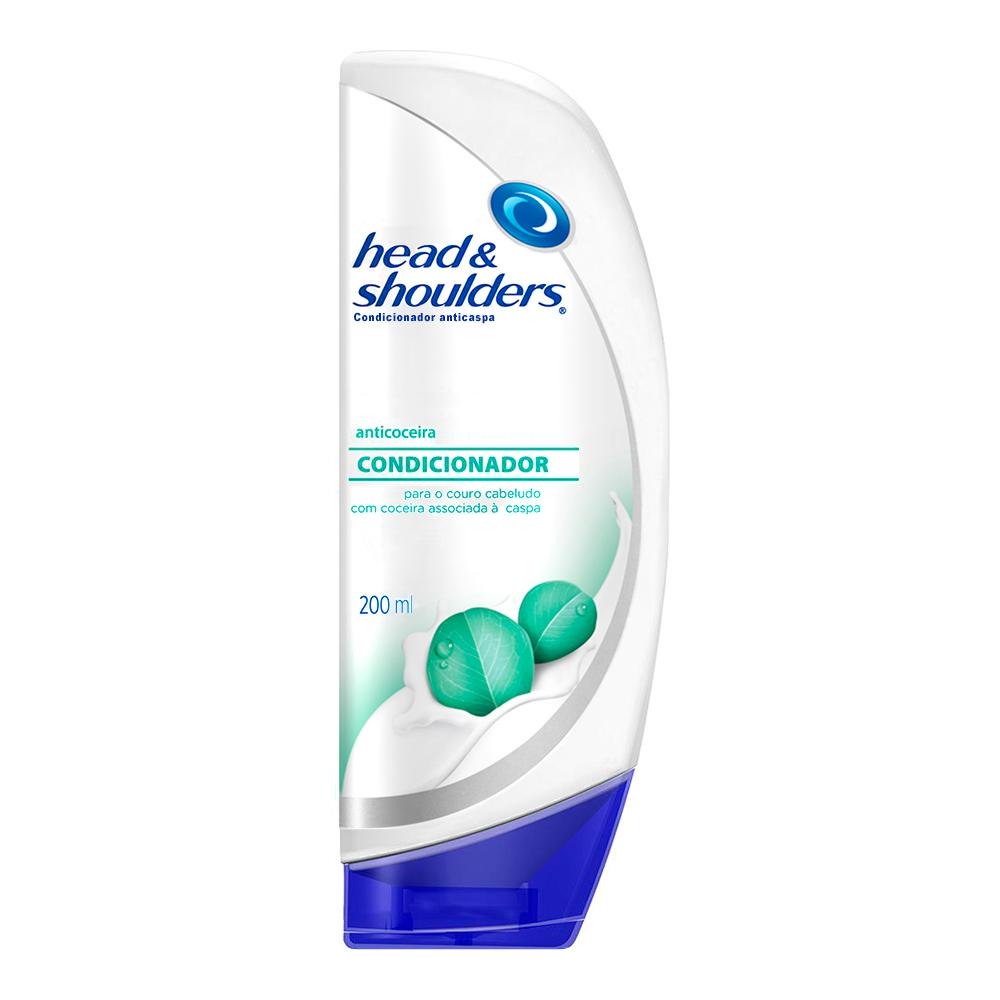 head &
shoulders®
Condicionador anticaspa
anticoceira
CONDICIONADOR
para o couro cabeludo
com coceira associada à caspa
200 ml